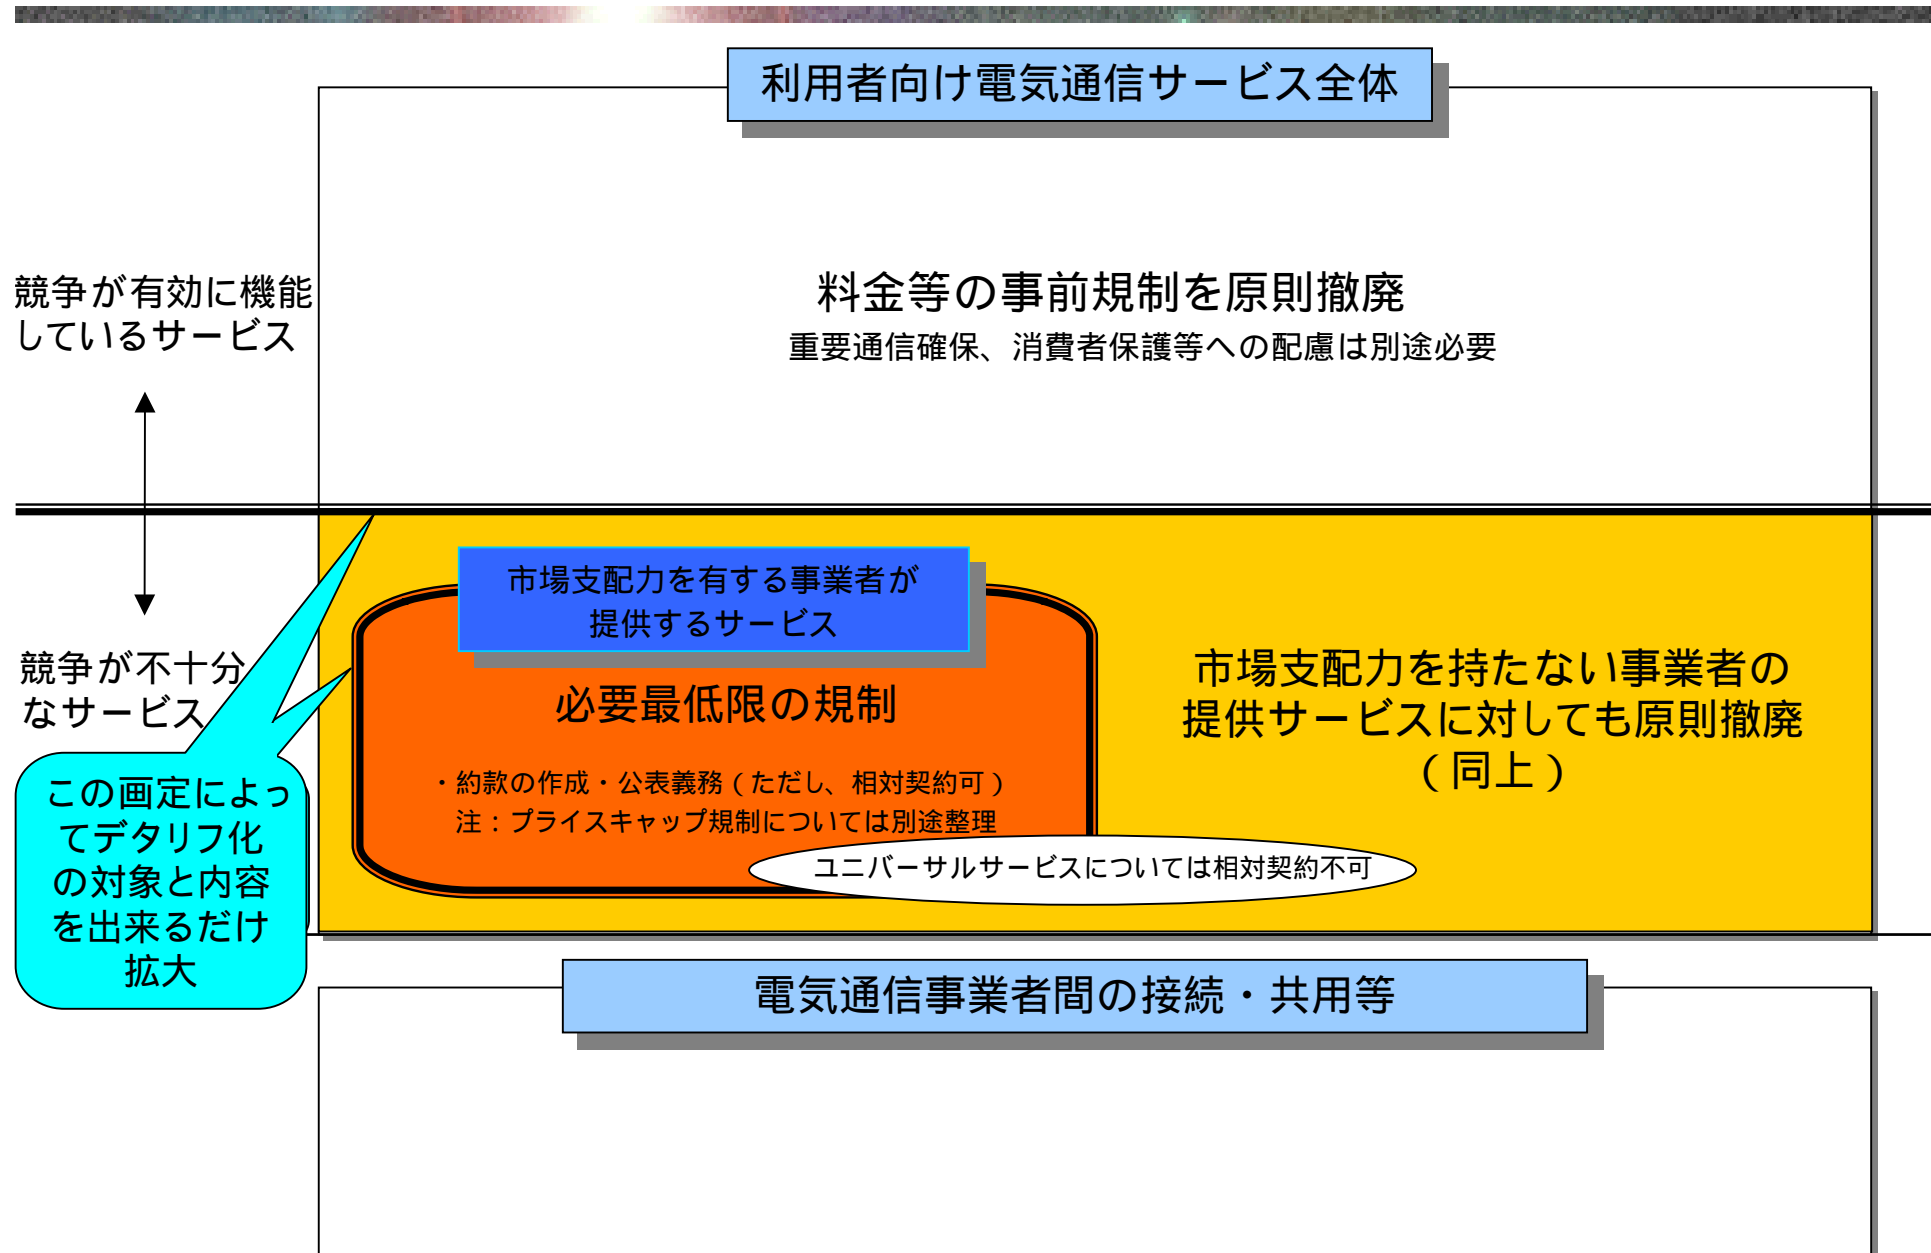 利用者向け電気通信サービス全体
競争が有効に機能
しているサービス
料金等の事前規制を原則撤廃
重要通信確保、消費者保護等への配慮は別途必要
市場支配力を有する事業者が
提供するサービス
競争が不十分
なサービス
必要最低限の規制
・約款の作成・公表義務（ただし、相対契約可）
注：プライスキャップ規制については別途整理
ユニバーサルサービスについては相対契約不可
市場支配力を持たない事業者の
提供サービスに対しても原則撤廃
（同上）
この画定によっ
てデタリフ化
の対象と内容
を出来るだけ
拡大
電気通信事業者間の接続・共用等